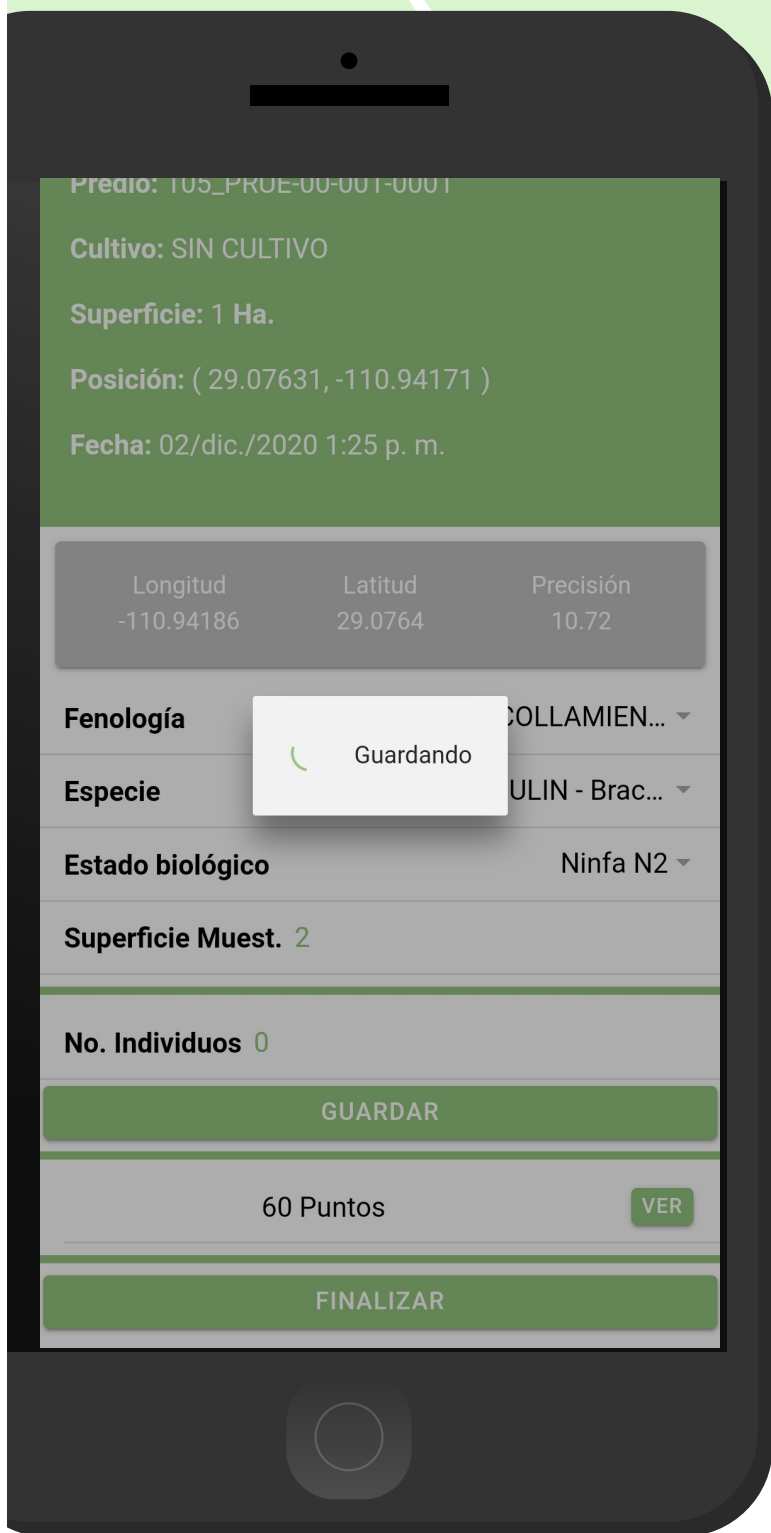 Predio: T05_PRUE-00-001-0001
Cultivo: SIN CULTIVO
Superficie: 1 Ha.
Posición: ( 29.07631, -110.94171 )
Fecha: 02/dic./2020 1:25 p. m.
Longitud Latitud Precisión
-110.94186 29.0764 10.72
Fenología COLLAMIEN...
Especie ULIN - Brac...
Guardando
Estado biológico Ninfa N2
Superficie Muest. 2
No. Individuos 0
GUARDAR
60 Puntos VER
FINALIZAR